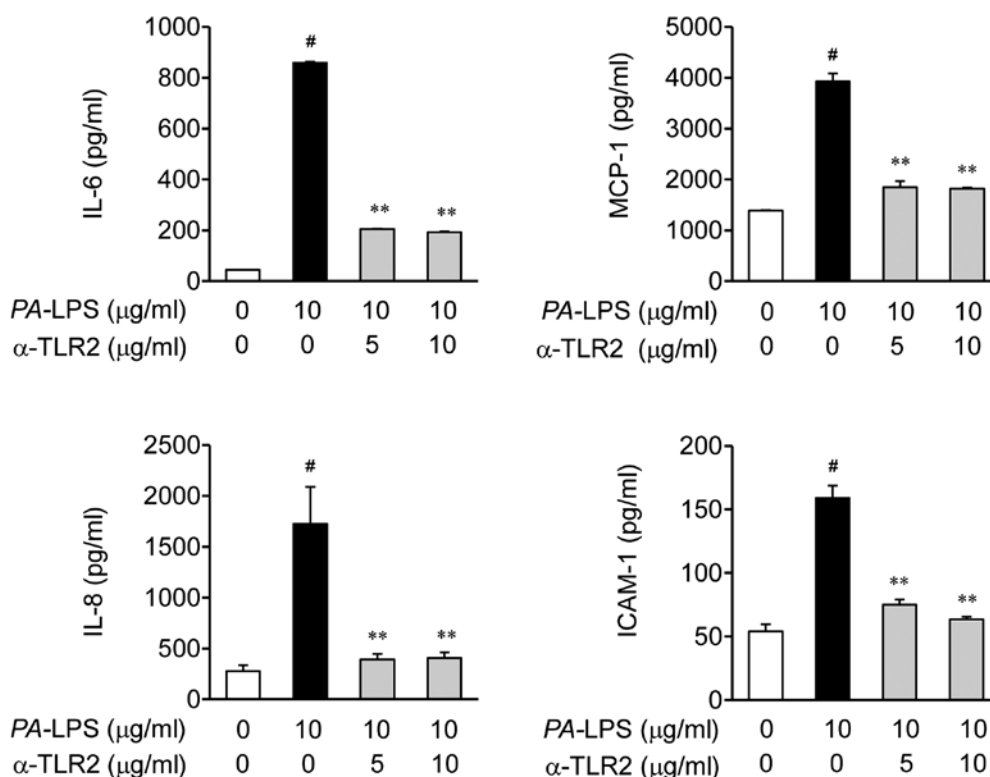 IL-6 (pg/ml)
1000
800
600
400
200
0
#
**
**
PA-LPS (μg/ml) 0 10 10 10
α-TLR2 (μg/ml) 0 0 5 10
MCP-1 (pg/ml)
5000
4000
3000
2000
1000
0
#
**
**
PA-LPS (μg/ml) 0 10 10 10
α-TLR2 (μg/ml) 0 0 5 10
IL-8 (pg/ml)
2500
2000
1500
1000
500
0
#
**
**
PA-LPS (μg/ml) 0 10 10 10
α-TLR2 (μg/ml) 0 0 5 10
ICAM-1 (pg/ml)
200
150
100
50
0
#
**
**
PA-LPS (μg/ml) 0 10 10 10
α-TLR2 (μg/ml) 0 0 5 10